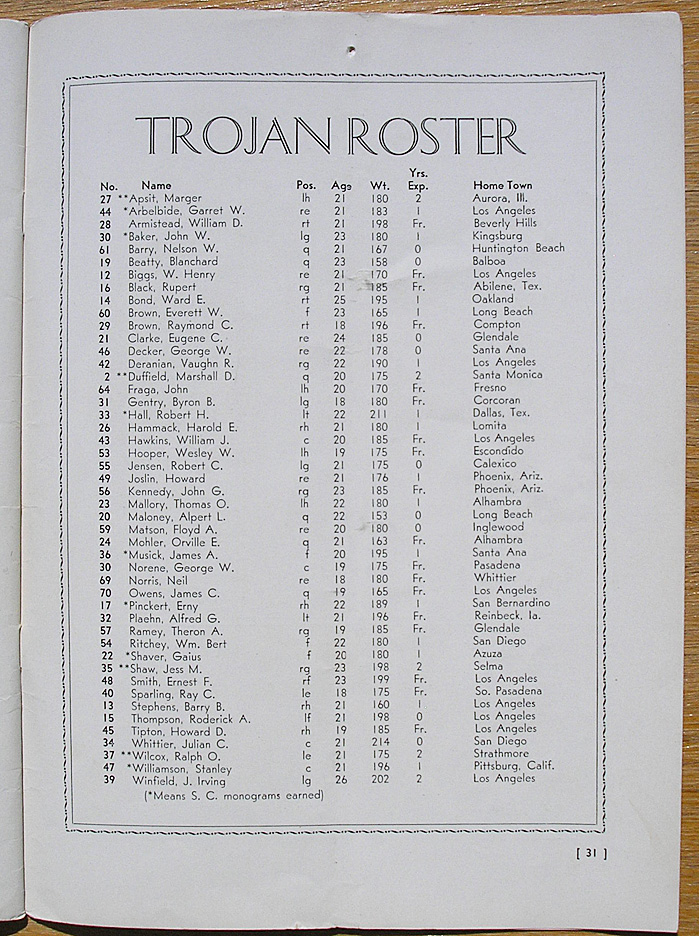 TROJAN ROSTER
No. Name Pos. Age Wt. Yrs. Exp. Home Town
27 **Apsit, Marger lh 21 180 2 Aurora, Ill.
44 *Arbelbide, Garret W. re 21 183 1 Los Angeles
28 Armistead, William D. rt 21 198 Fr. Beverly Hills
30 *Baker, John W. lg 23 180 1 Kingsburg
61 Barry, Nelson W. q 21 167 0 Huntington Beach
19 Beatty, Blanchard q 23 158 0 Balboa
12 Biggs, W. Henry re 21 170 Fr. Los Angeles
16 Black, Rupert rg 21 185 Fr. Abilene, Tex.
14 Bond, Ward E. rt 25 195 1 Oakland
60 Brown, Everett W. f 23 165 1 Long Beach
29 Brown, Raymond C. rt 18 196 Fr. Compton
21 Clarke, Eugene C. re 24 185 0 Glendale
46 Decker, George W. re 22 178 0 Santa Ana
42 Deranian, Vaughn R. rg 22 190 1 Los Angeles
2 **Duffield, Marshall D. q 20 175 2 Santa Monica
64 Fraga, John lh 20 170 Fr. Fresno
31 Gentry, Byron B. lg 18 180 Fr. Corcoran
33 *Hall, Robert H. lt 22 211 1 Dallas, Tex.
26 Hammack, Harold E. rh 21 180 1 Lomita
43 Hawkins, William J. c 20 185 Fr. Los Angeles
53 Hooper, Wesley W. lh 19 175 Fr. Escondido
55 Jensen, Robert C. lg 21 175 0 Calexico
49 Joslin, Howard re 21 176 1 Phoenix, Ariz.
56 Kennedy, John G. rg 23 185 Fr. Phoenix, Ariz.
23 Mallory, Thomas O. lh 22 180 1 Alhambra
20 Maloney, Alpert L. q 22 153 0 Long Beach
59 Matson, Floyd A. re 20 180 0 Inglewood
24 Mohler, Orville E. q 21 163 Fr. Alhambra
36 *Musick, James A. f 20 195 1 Santa Ana
30 Norene, George W. c 19 175 Fr. Pasadena
69 Norris, Neil re 18 180 Fr. Whittier
70 Owens, James C. q 19 165 Fr. Los Angeles
17 *Pinckert, Erny rh 22 189 1 San Bernardino
32 Plaehn, Alfred G. lt 21 196 Fr. Reinbeck, Ia.
57 Ramey, Theron A. rg 19 185 Fr. Glendale
54 Ritchey, Wm. Bert f 22 180 1 San Diego
22 *Shaver, Gaius f 20 180 1 Azuza
35 **Shaw, Jess M. rg 23 198 2 Selma
48 Smith, Ernest F. rf 23 199 Fr. Los Angeles
40 Sparling, Ray C. le 18 175 Fr. So. Pasadena
13 Stephens, Barry B. rh 21 160 1 Los Angeles
15 Thompson, Roderick A. lf 21 198 0 Los Angeles
45 Tipton, Howard D. rh 19 185 Fr. Los Angeles
34 Whittier, Julian C. c 21 214 0 San Diego
37 **Wilcox, Ralph O. le 21 175 2 Strathmore
47 *Williamson, Stanley c 21 196 1 Pittsburg, Calif.
39 Winfield, J. Irving lg 26 202 2 Los Angeles
(*Means S. C. monograms earned)
[ 31 ]